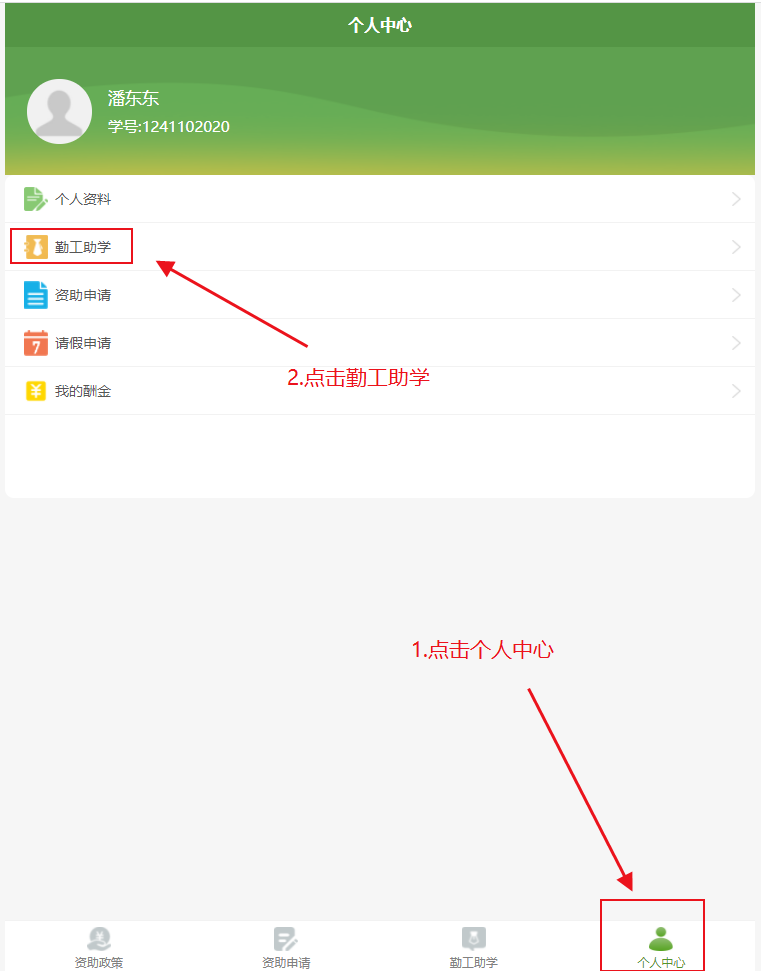 个人中心
潘东东
学号:1241102020
个人资料
勤工助学
资助申请
7
请假申请
¥
我的酬金
2.点击勤工助学
1.点击个人中心
¥
资助政策
资助申请
勤工助学
个人中心